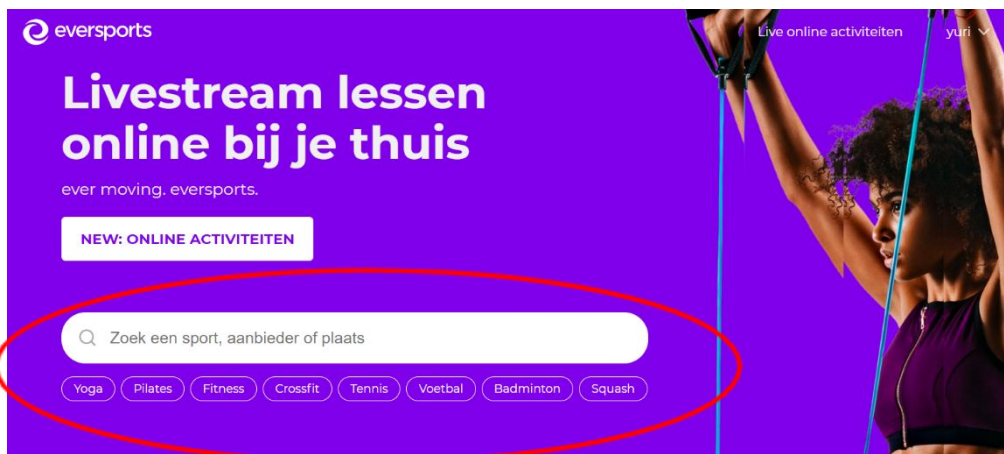 eversports
Live online activiteiten
yuri
Livestream lessen
online bij je thuis
ever moving. eversports.
NEW: ONLINE ACTIVITEITEN
Zoek een sport, aanbieder of plaats
Yoga Pilates Fitness Crossfit Tennis Voetbal Badminton Squash